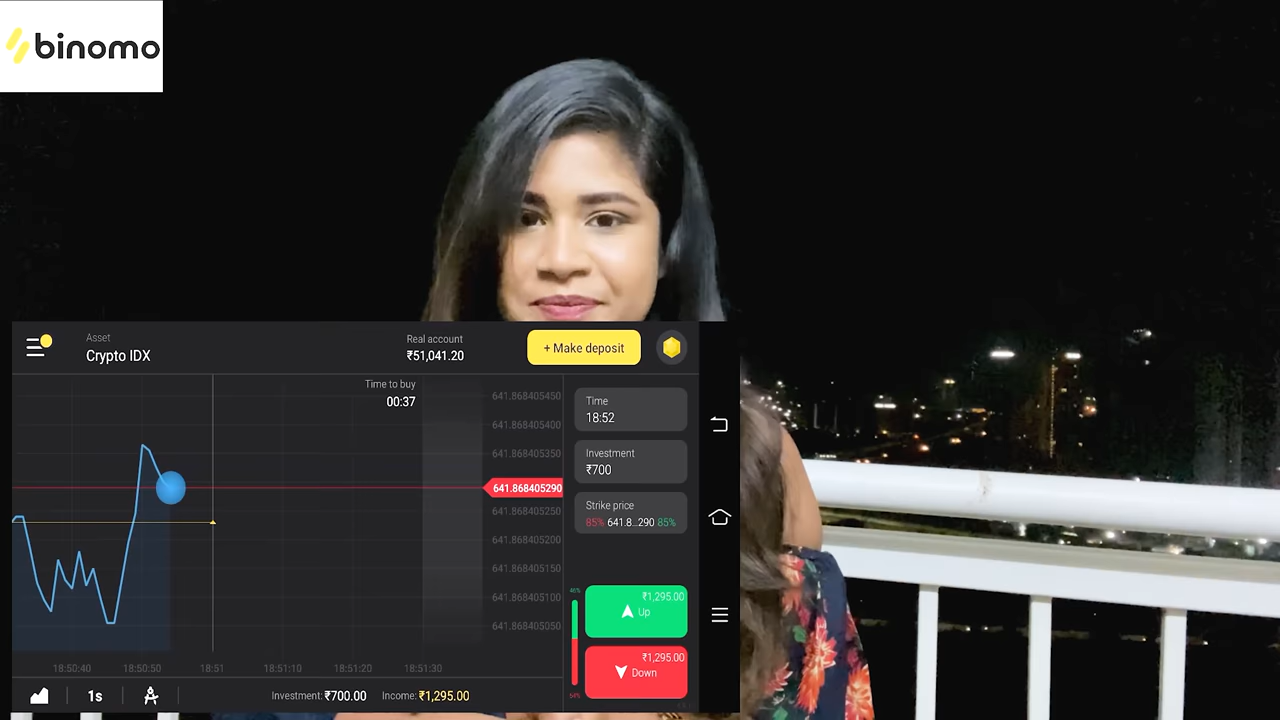 binomo
Asset
Crypto IDX
Real account
₹51,041.20
+ Make deposit
Time to buy
00:37
641.868405450
641.868405400
641.868405350
641.868405290
641.868405250
641.868405200
641.868405150
641.868405100
641.868405050
Time
18:52
Investment
₹700
Strike price
85% 641.8..290 85%
46%
₹1,295.00
Up
₹1,295.00
Down
54%
18:50:40 18:50:50 18:51 18:51:10 18:51:20 18:51:30
1s
Investment: ₹700.00 Income: ₹1,295.00